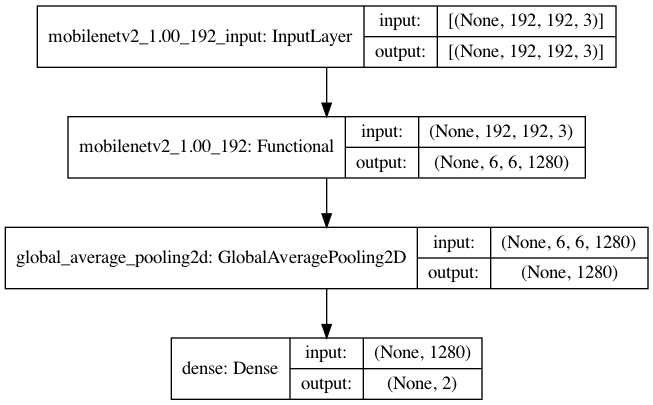 mobilenetv2_1.00_192_input: InputLayer
input: [(None, 192, 192, 3)]
output: [(None, 192, 192, 3)]
mobilenetv2_1.00_192: Functional
input: (None, 192, 192, 3)
output: (None, 6, 6, 1280)
global_average_pooling2d: GlobalAveragePooling2D
input: (None, 6, 6, 1280)
output: (None, 1280)
dense: Dense
input: (None, 1280)
output: (None, 2)